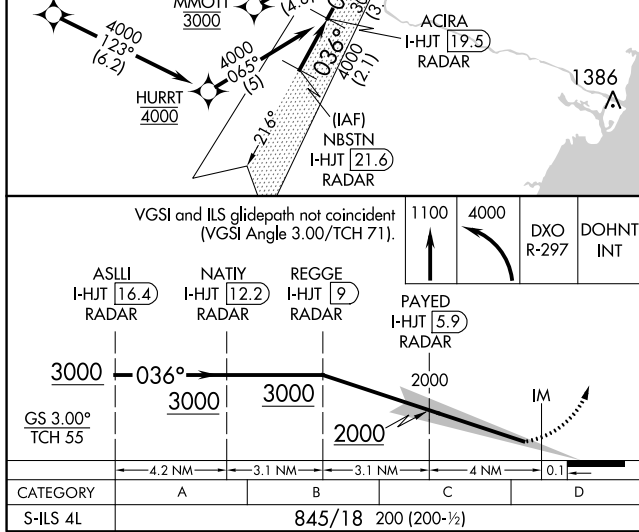 MMOTT
3000
4000
123°
(6.2)
HURRT
4000
4000
065°
(5)
036°
4000
(2.1)
216°
ACIRA
I-HJT 19.5
RADAR
(IAF)
NBSTN
I-HJT 21.6
RADAR
1386
VGSI and ILS glidepath not coincident
(VGSI Angle 3.00/TCH 71).
1100
4000
DXO
R-297
DOHNT
INT
ASLLI
I-HJT 16.4
RADAR
NATIY
I-HJT 12.2
RADAR
REGGE
I-HJT 9
RADAR
PAYED
I-HJT 5.9
RADAR
3000
036°
3000
3000
2000
2000
IM
GS 3.00°
TCH 55
4.2 NM
3.1 NM
3.1 NM
4 NM
0.1
CATEGORY A B C D
S-ILS 4L 845/18 200 (200-½)